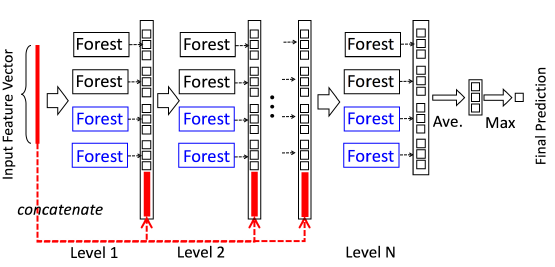 Input Feature Vector
Forest
Forest
Forest
Forest
Forest
Forest
Forest
Forest
Forest
Forest
Forest
Forest
Ave.
Max
Final Prediction
concatenate
Level 1
Level 2
Level N